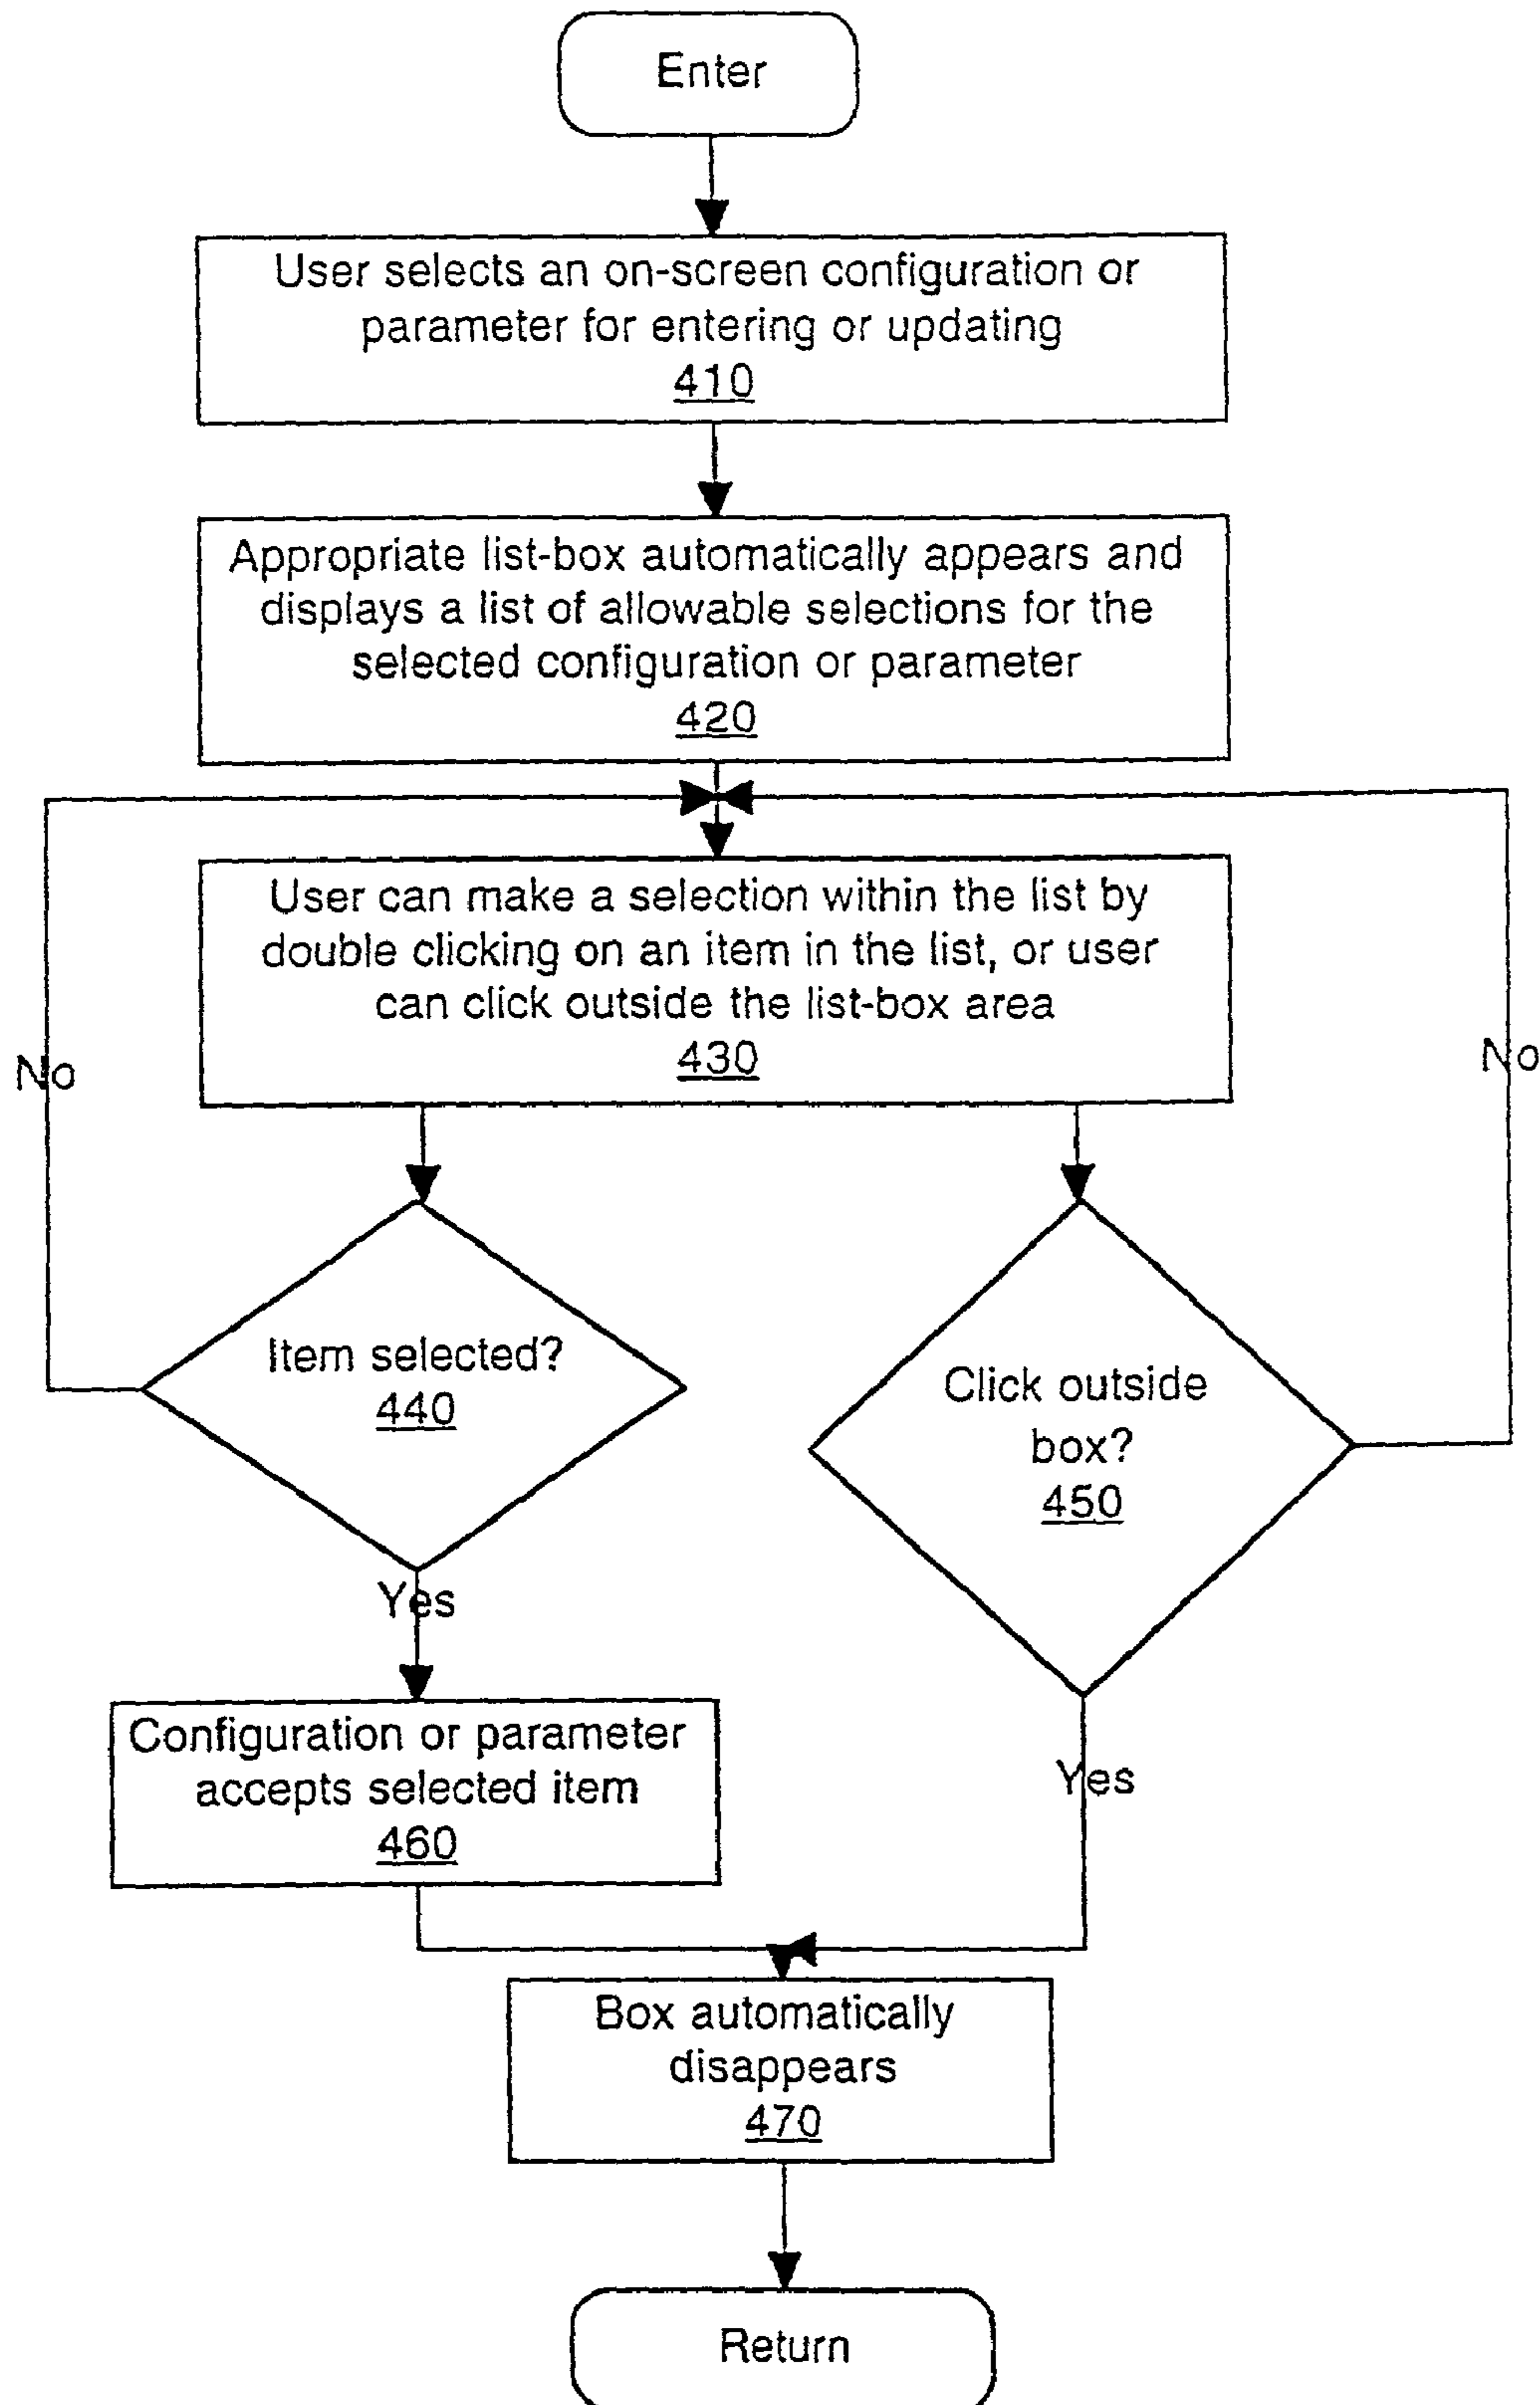 Enter
User selects an on-screen configuration or
parameter for entering or updating
410
Appropriate list-box automatically appears and
displays a list of allowable selections for the
selected configuration or parameter
420
User can make a selection within the list by
double clicking on an item in the list, or user
can click outside the list-box area
430
No
No
Item selected?
440
Click outside
box?
450
Yes
Configuration or parameter
accepts selected item
460
Yes
Box automatically
disappears
470
Return